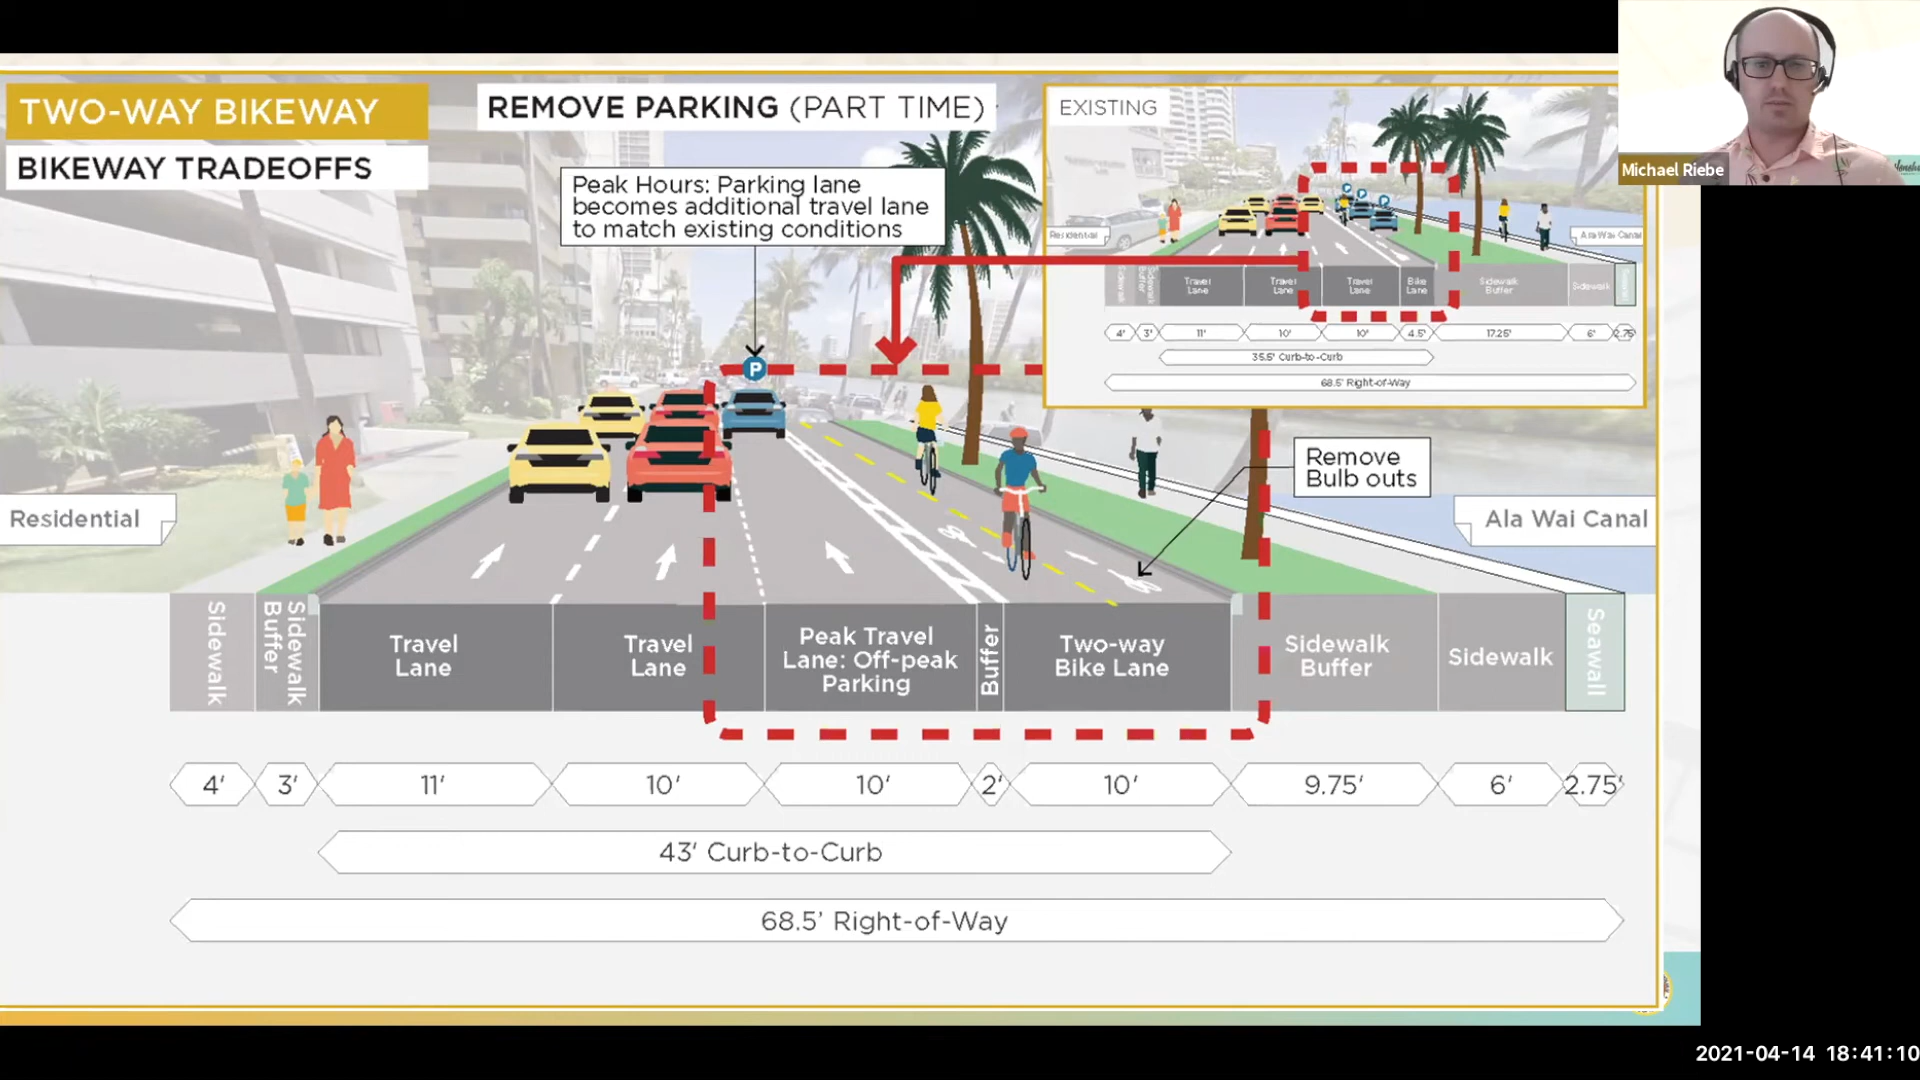 TWO-WAY BIKEWAY
BIKEWAY TRADEOFFS
REMOVE PARKING (PART TIME)
Peak Hours: Parking lane
becomes additional travel lane
to match existing conditions
EXISTING
Residential
Ala Wai Canal
Sidewalk
Sidewalk
Buffer
Travel
Lane
Travel
Lane
Travel
Lane
Bike
Lane
Sidewalk
Buffer
Sidewalk
Seawall
4' 3' 11' 10' 10' 4.5' 17.25' 6' 2.75'
35.5' Curb-to-Curb
68.5' Right-of-Way
Michael Riebe
P
Remove
Bulb outs
Residential
Ala Wai Canal
Sidewalk
Sidewalk
Buffer
Travel
Lane
Travel
Lane
Peak Travel
Lane: Off-peak
Parking
Buffer
Two-way
Bike Lane
Sidewalk
Buffer
Sidewalk
Seawall
4' 3' 11' 10' 10' 2' 10' 9.75' 6' 2.75'
43' Curb-to-Curb
68.5' Right-of-Way
2021-04-14 18:41:10